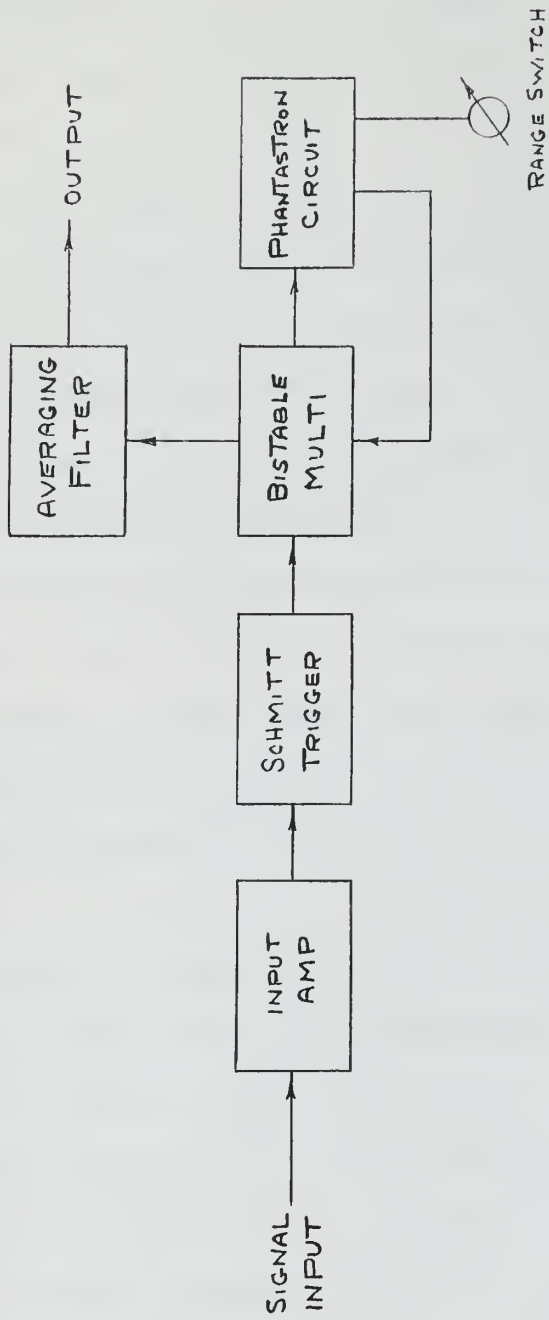 SIGNAL
INPUT
INPUT
AMP
SCHMITT
TRIGGER
BISTABLE
MULTI
PHANTASTRON
CIRCUIT
AVERAGING
FILTER
OUTPUT
RANGE SWITCH